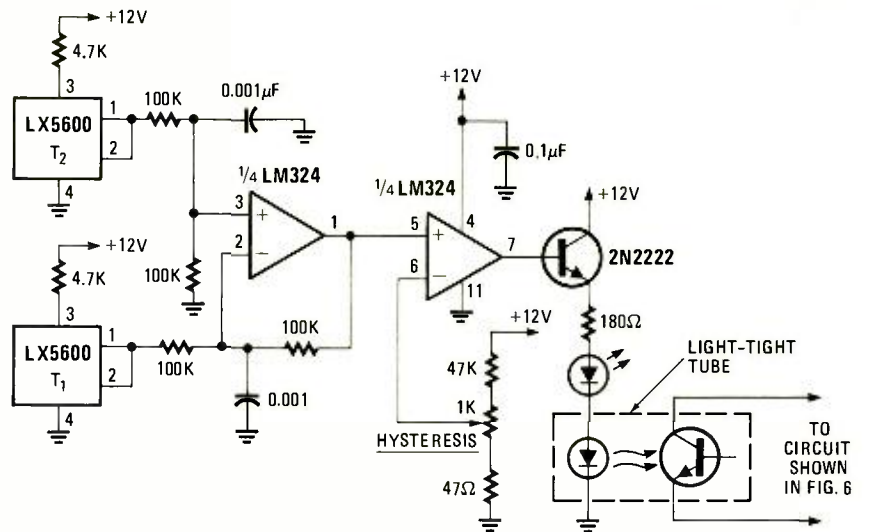 +12V
4.7K
3
LX5600
T2
1
2
4
100K
0.001µF
100K
1/4 LM324
3
+
2
−
1
+12V
4.7K
3
LX5600
T1
1
2
4
100K
100K
0.001
+12V
0.1µF
1/4 LM324
5
+
6
−
4
11
7
+12V
2N2222
180Ω
+12V
47K
1K
HYSTERESIS
47Ω
LIGHT-TIGHT
TUBE
TO
CIRCUIT
SHOWN
IN FIG. 6